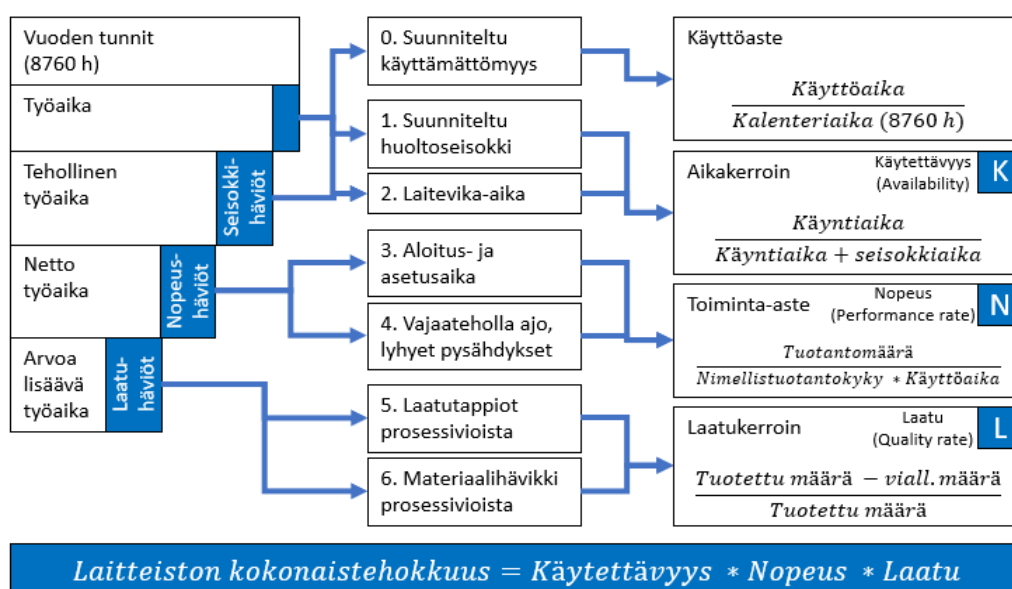 Vuoden tunnit
(8760 h)
Työaika
Tehollinen
työaika
Seisokki-
häviöt
Netto
työaika
Nopeus-
häviöt
Arvoa
lisäävä
työaika
Laatu-
häviöt
0. Suunniteltu
käyttämättömyys
1. Suunniteltu
huoltoseisokki
2. Laitevika-aika
3. Aloitus- ja
asetusaika
4. Vajaateholla ajo,
lyhyet pysähdykset
5. Laatutappiot
prosessivioista
6. Materiaalihävikki
prosessivioista
Käyttöaste
Käyttöaika
Kalenteriaika (8760 h)
Aikakerroin
Käytettävyys
(Availability)
K
Käyntiaika
Käyntiaika + seisokkiaika
Toiminta-aste
Nopeus
(Performance rate)
N
Tuotantomäärä
Nimellistuotantokyky * Käyttöaika
Laatukerroin
Laatu
(Quality rate)
L
Tuotettu määrä − viall. määrä
Tuotettu määrä
Laitteiston kokonaistehokkuus = Käytettävyys * Nopeus * Laatu